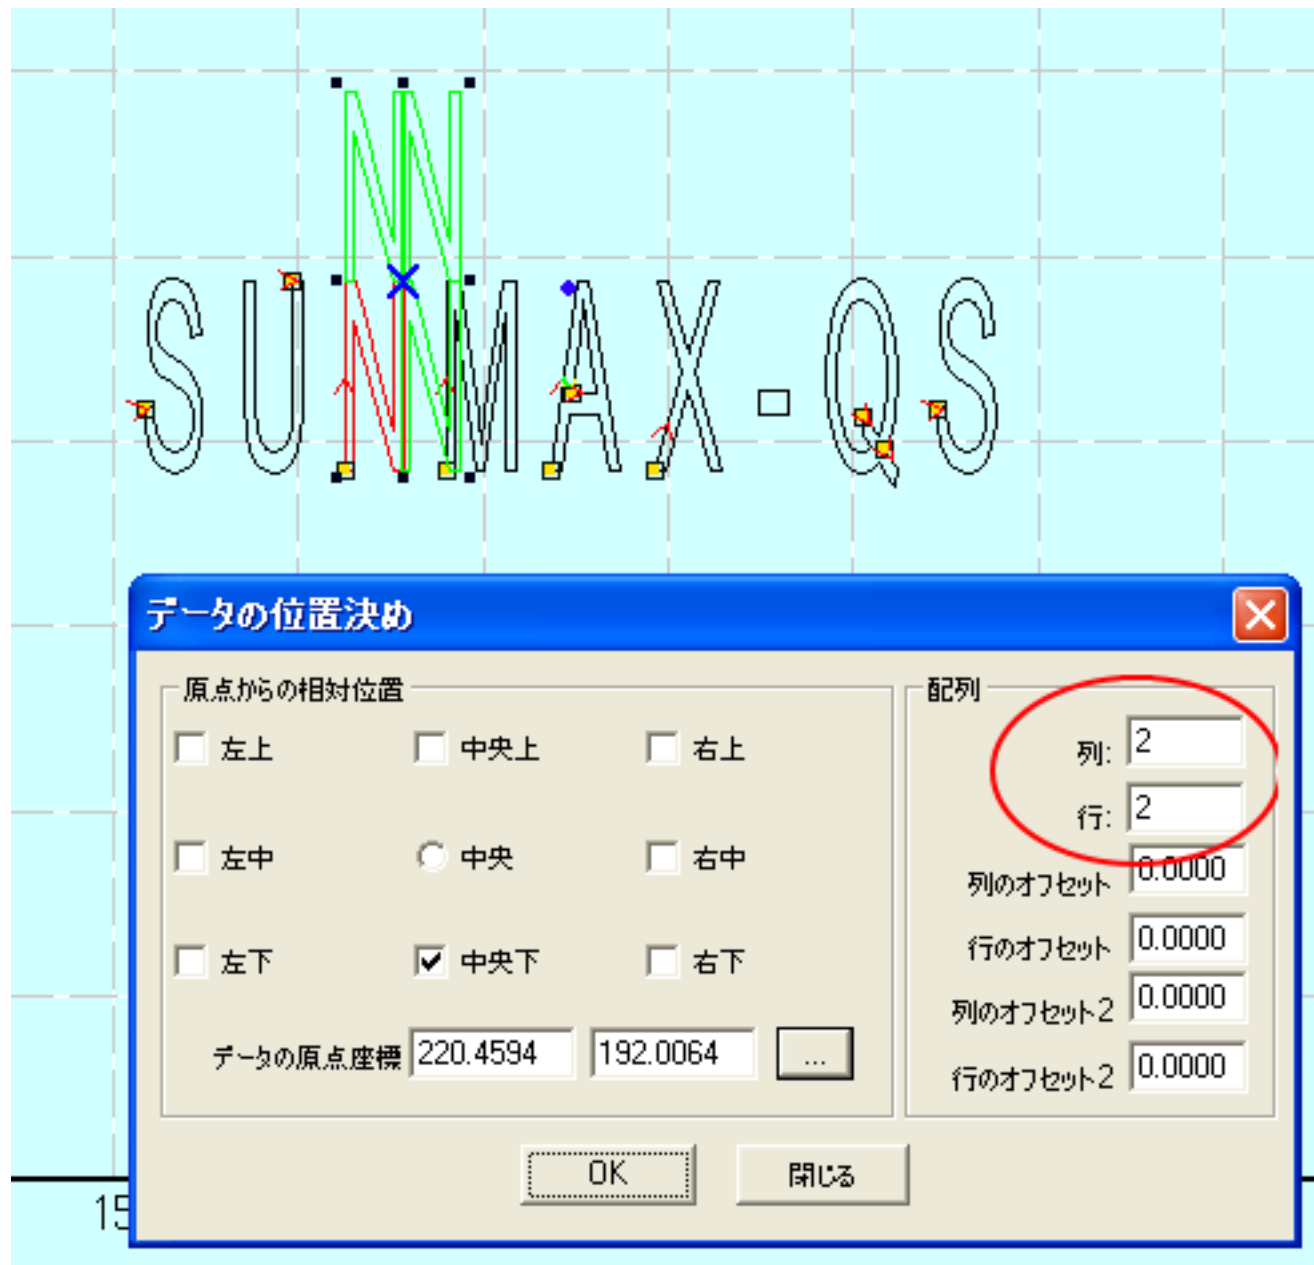 SUNMAX-QS
データの位置決め
原点からの相対位置
左上
中央上
右上
左中
中央
右中
左下
中央下
右下
データの原点座標 220.4594 192.0064 ...
配列
列: 2
行: 2
列のオフセット 0.0000
行のオフセット 0.0000
列のオフセット2 0.0000
行のオフセット2 0.0000
OK
閉じる